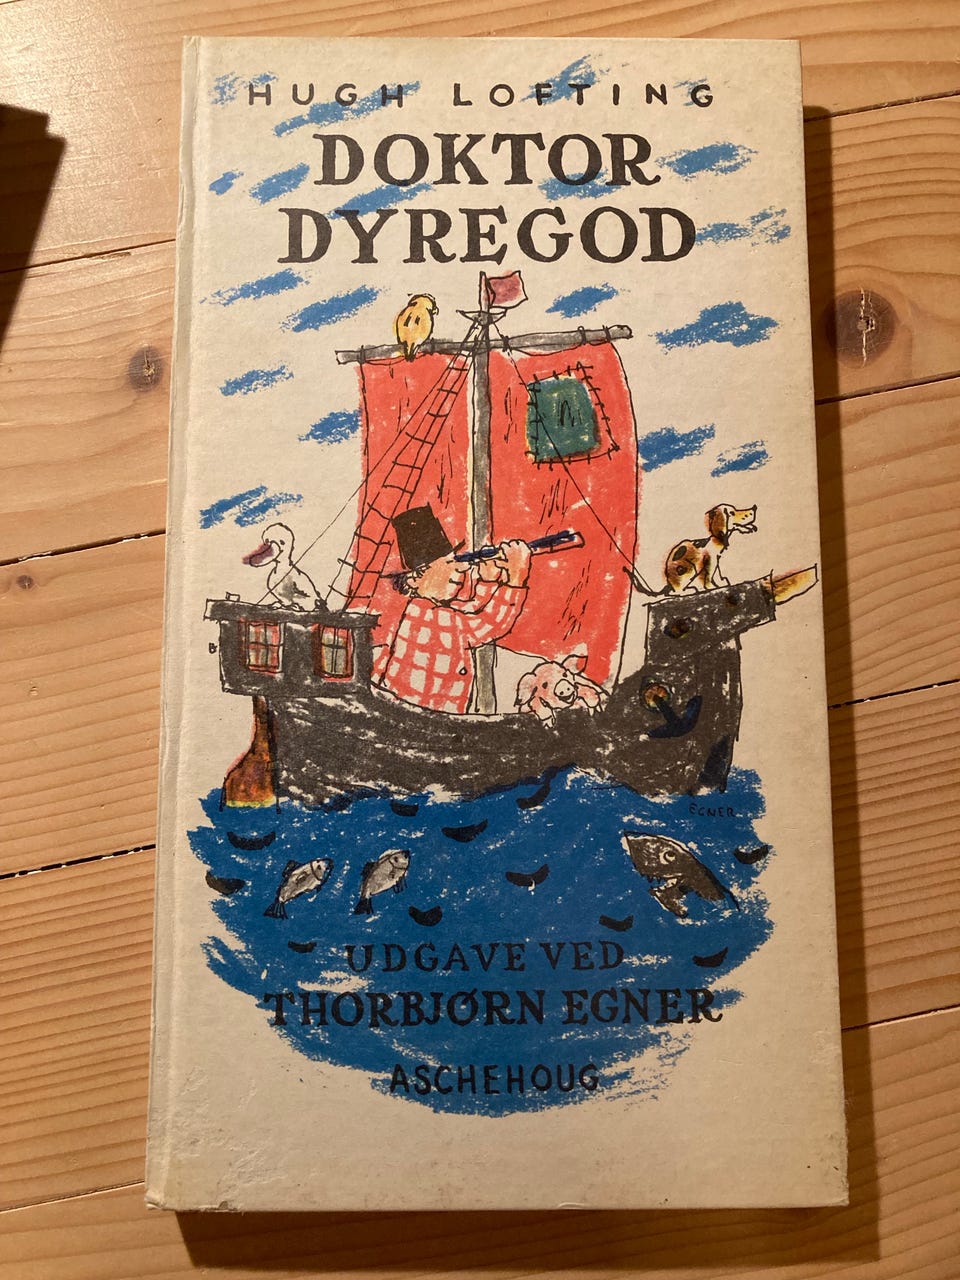 HUGH LOFTING
DOKTOR
DYREGOD
EGNER
UDGAVE VED
THORBJØRN EGNER
ASCHEHOUG